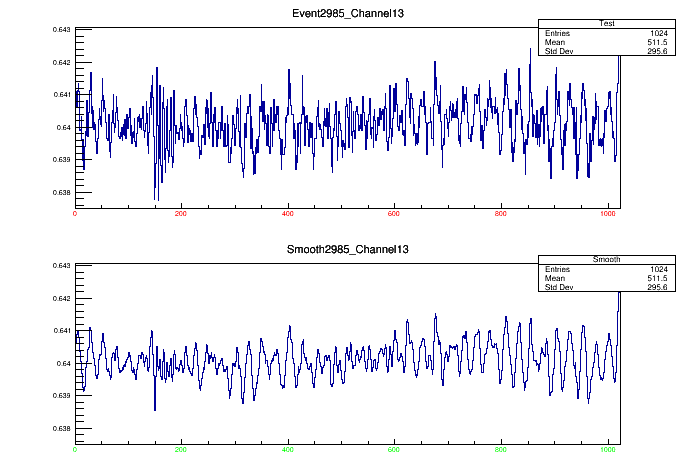 Event2985_Channel13
Test
Entries 1024
Mean 511.5
Std Dev 295.6
0.643
0.642
0.641
0.64
0.639
0.638
0 200 400 600 800 1000
Smooth2985_Channel13
Smooth
Entries 1024
Mean 511.5
Std Dev 295.6
0.643
0.642
0.641
0.64
0.639
0.638
0 200 400 600 800 1000